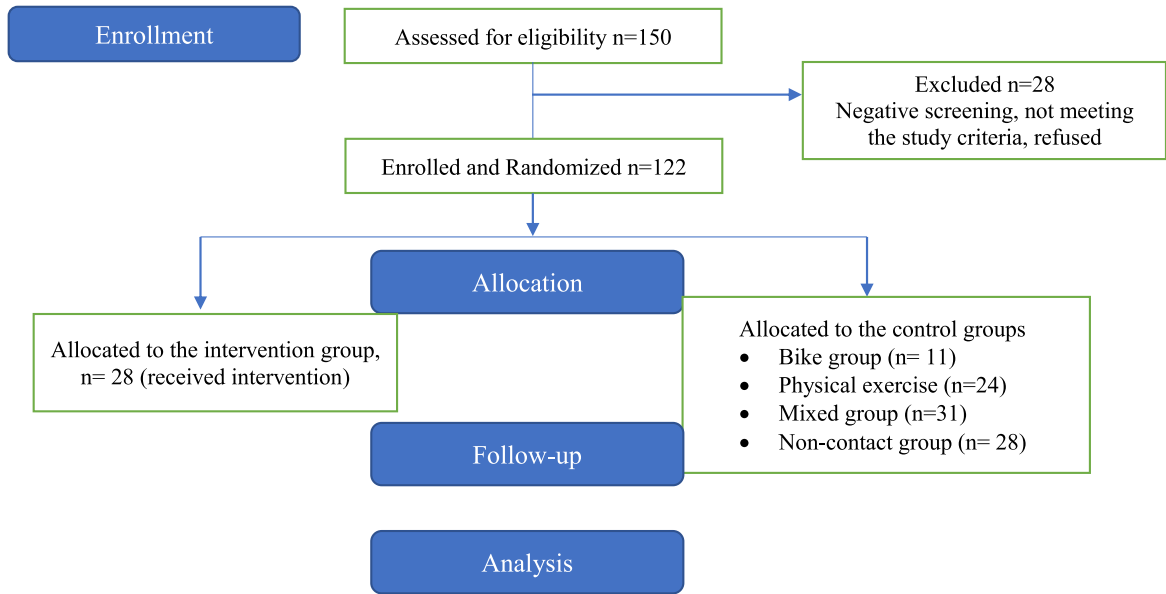 Enrollment
Assessed for eligibility n=150
Excluded n=28
Negative screening, not meeting
the study criteria, refused
Enrolled and Randomized n=122
Allocation
Allocated to the intervention group,
n= 28 (received intervention)
Allocated to the control groups
• Bike group (n= 11)
• Physical exercise (n=24)
• Mixed group (n=31)
• Non-contact group (n= 28)
Follow-up
Analysis